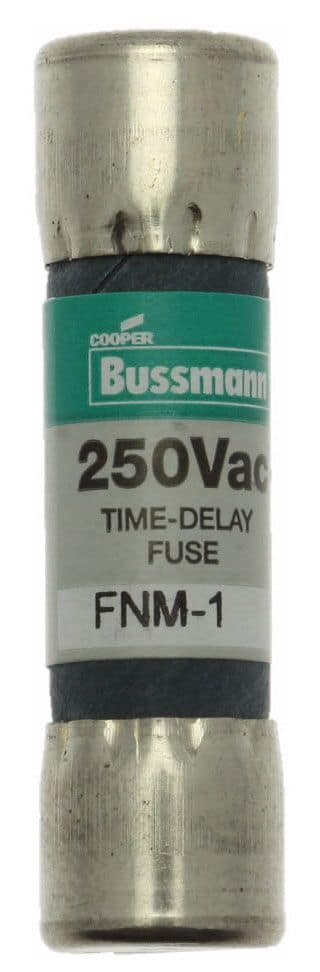 COOPER
Bussmann
250Vac
TIME-DELAY
FUSE
FNM-1